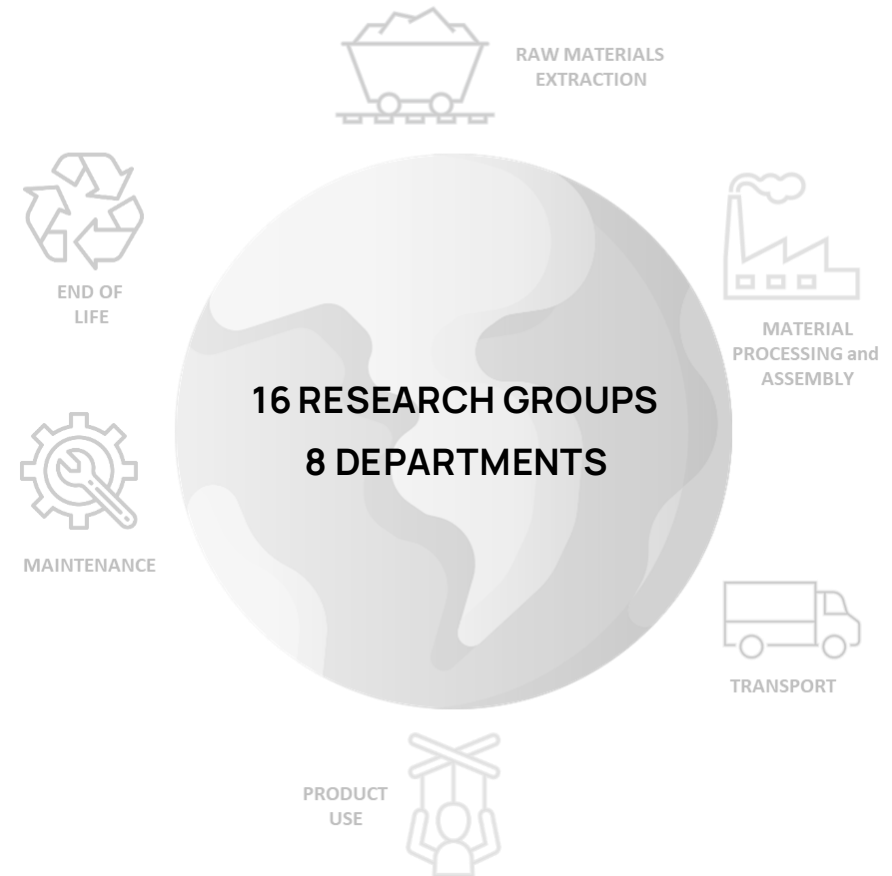 RAW MATERIALS
EXTRACTION
MATERIAL
PROCESSING and
ASSEMBLY
TRANSPORT
PRODUCT
USE
MAINTENANCE
END OF
LIFE
16 RESEARCH GROUPS
8 DEPARTMENTS